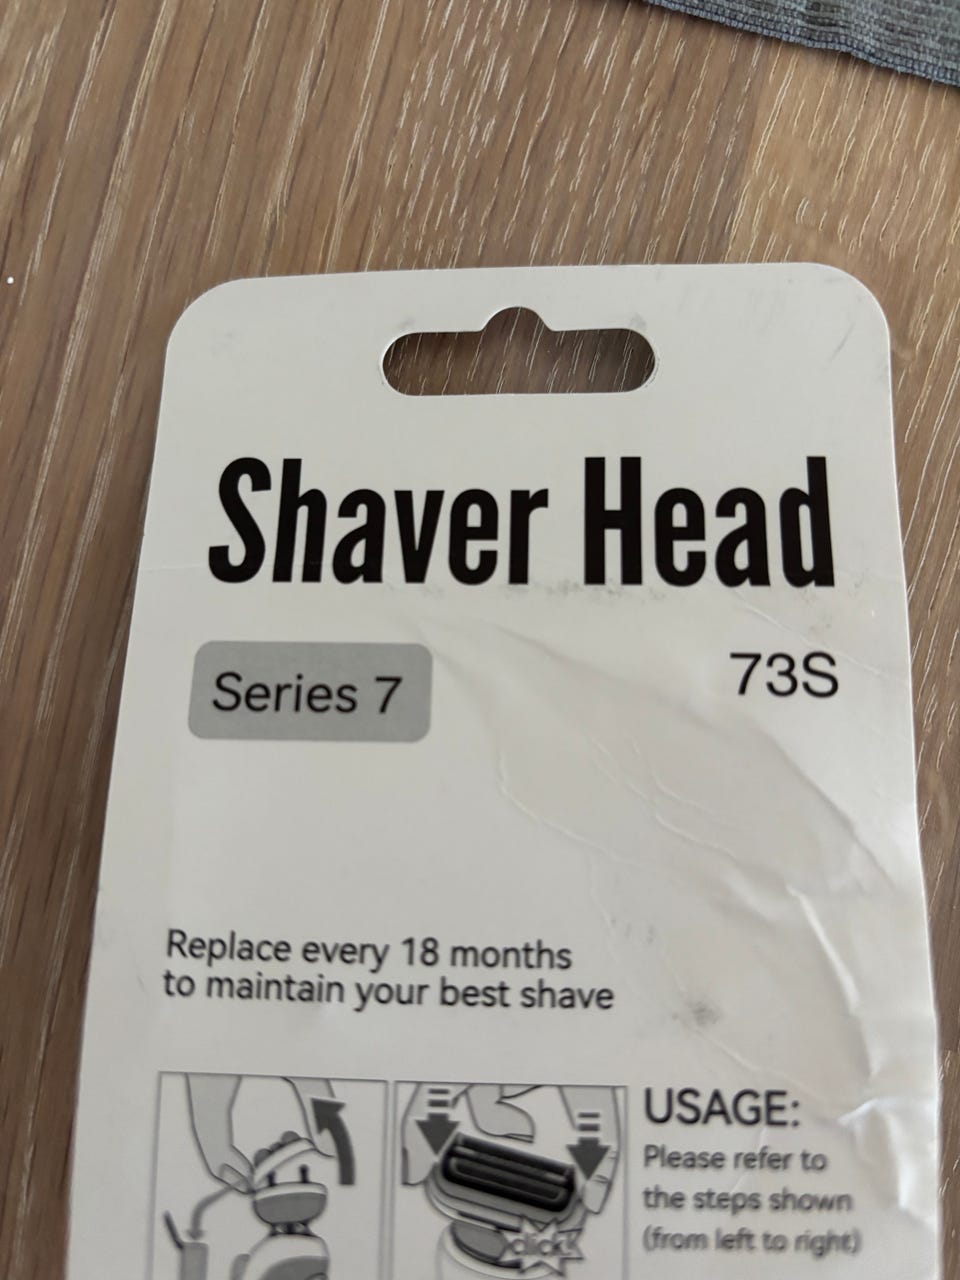 Shaver Head
Series 7
73S
Replace every 18 months
to maintain your best shave
USAGE:
Please refer to
the steps shown
(from left to right)
click!